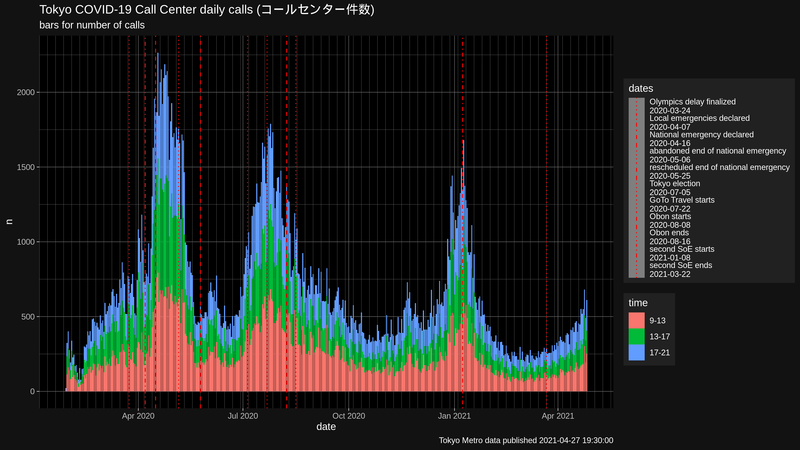 Tokyo COVID-19 Call Center daily calls (コールセンター件数)
bars for number of calls
2000
1500
1000
500
0
n
Apr 2020
Jul 2020
Oct 2020
Jan 2021
Apr 2021
date
Tokyo Metro data published 2021-04-27 19:30:00
dates
Olympics delay finalized
2020-03-24
Local emergencies declared
2020-04-07
National emergency declared
2020-04-16
abandoned end of national emergency
2020-05-06
rescheduled end of national emergency
2020-05-25
Tokyo election
2020-07-05
GoTo Travel starts
2020-07-22
Obon starts
2020-08-08
Obon ends
2020-08-16
second SoE starts
2021-01-08
second SoE ends
2021-03-22
time
9-13
13-17
17-21